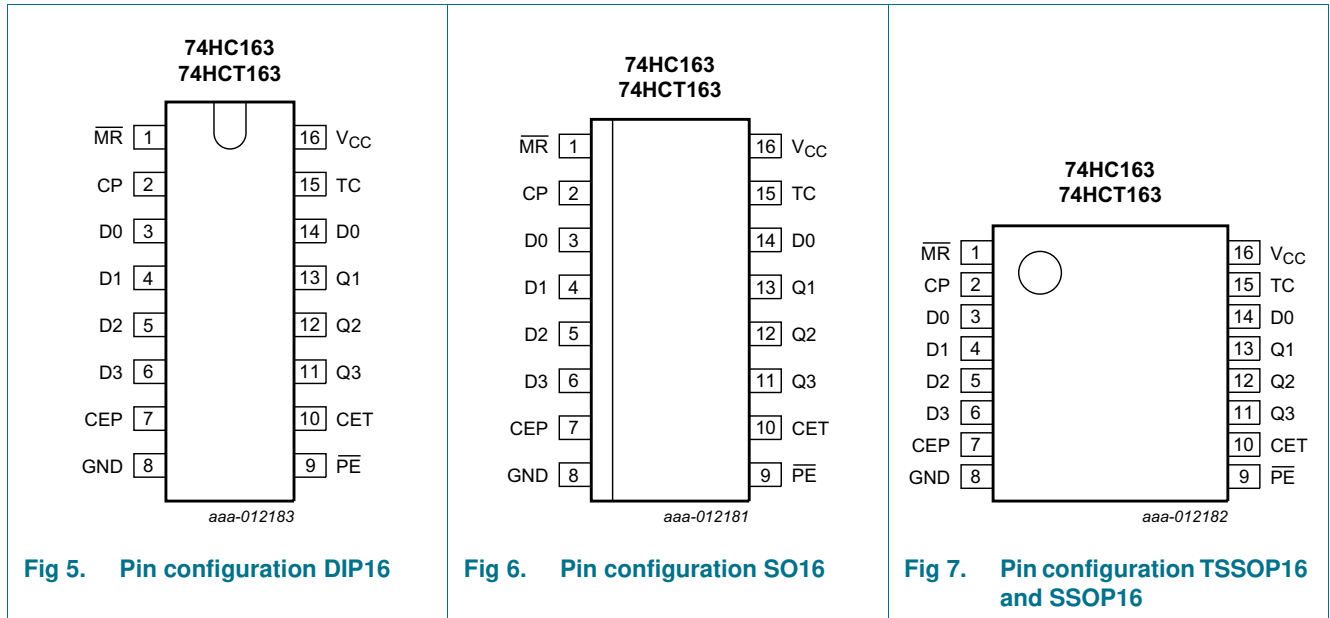 74HC163
74HCT163
M̅R̅ 1
16 VCC
CP 2
15 TC
D0 3
14 D0
D1 4
13 Q1
D2 5
12 Q2
D3 6
11 Q3
CEP 7
10 CET
GND 8
9 P̅E̅
aaa-012183
Fig 5. Pin configuration DIP16
74HC163
74HCT163
M̅R̅ 1
16 VCC
CP 2
15 TC
D0 3
14 D0
D1 4
13 Q1
D2 5
12 Q2
D3 6
11 Q3
CEP 7
10 CET
GND 8
9 P̅E̅
aaa-012181
Fig 6. Pin configuration SO16
74HC163
74HCT163
M̅R̅ 1
16 VCC
CP 2
15 TC
D0 3
14 D0
D1 4
13 Q1
D2 5
12 Q2
D3 6
11 Q3
CEP 7
10 CET
GND 8
9 P̅E̅
aaa-012182
Fig 7. Pin configuration TSSOP16
and SSOP16